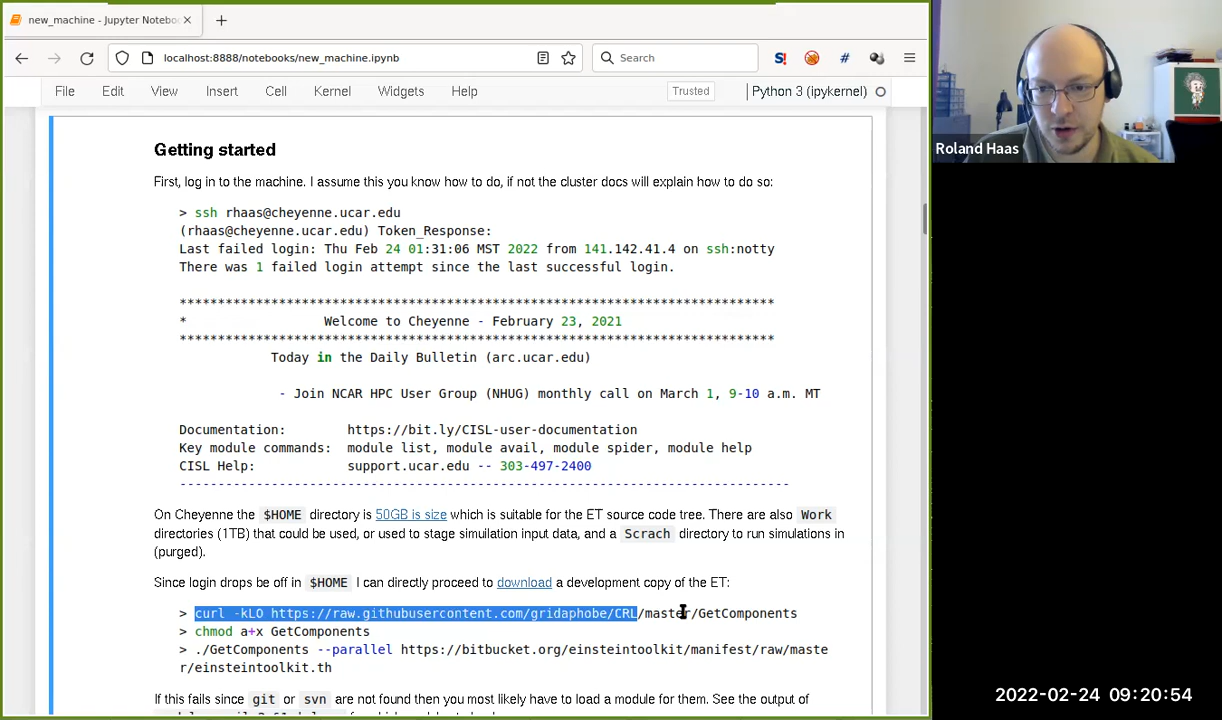 new_machine - Jupyter Notebo
localhost:8888/notebooks/new_machine.ipynb
Search
S!
#
File Edit View Insert Cell Kernel Widgets Help
Trusted
Python 3 (ipykernel)
Getting started
First, log in to the machine. I assume this you know how to do, if not the cluster docs will explain how to do so:
> ssh rhaas@cheyenne.ucar.edu
(rhaas@cheyenne.ucar.edu) Token_Response:
Last failed login: Thu Feb 24 01:31:06 MST 2022 from 141.142.41.4 on ssh:notty
There was 1 failed login attempt since the last successful login.
******************************************************************************
* Welcome to Cheyenne - February 23, 2021
******************************************************************************
Today in the Daily Bulletin (arc.ucar.edu)
- Join NCAR HPC User Group (NHUG) monthly call on March 1, 9-10 a.m. MT
Documentation: https://bit.ly/CISL-user-documentation
Key module commands: module list, module avail, module spider, module help
CISL Help: support.ucar.edu -- 303-497-2400
--------------------------------------------------------------------------------
On Cheyenne the $HOME directory is 50GB is size which is suitable for the ET source code tree. There are also Work
directories (1TB) that could be used, or used to stage simuilation input data, and a Scrach directory to run simulations in
(purged).
Since login drops be off in $HOME I can directly proceed to download a development copy of the ET:
> curl -kLO https://raw.githubusercontent.com/gridaphobe/CRL/master/GetComponents
> chmod a+x GetComponents
> ./GetComponents --parallel https://bitbucket.org/einsteintoolkit/manifest/raw/maste
r/einsteintoolkit.th
If this fails since git or svn are not found then you most likely have to load a module for them. See the output of
Roland Haas
2022-02-24 09:20:54